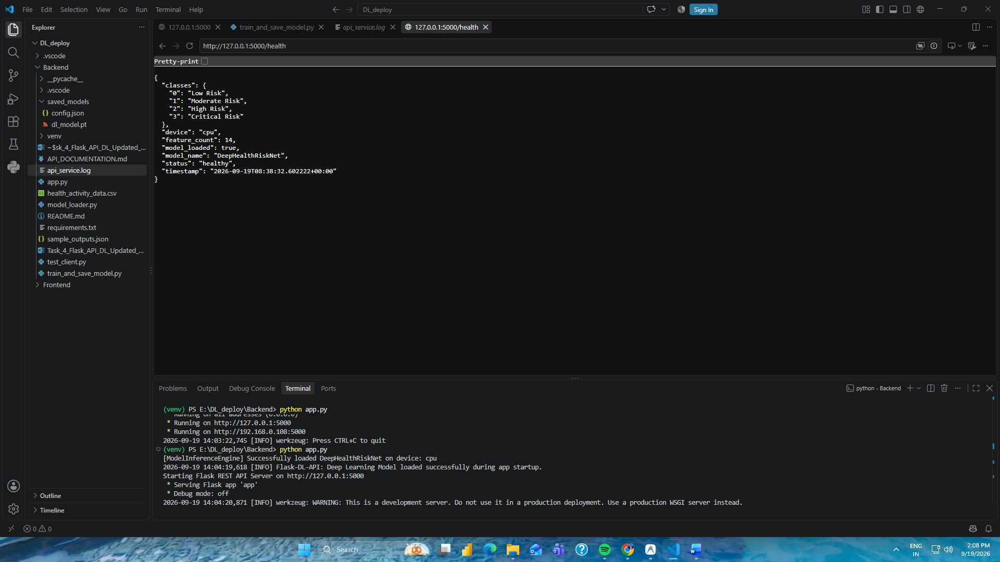 File Edit Selection View Go Run Terminal Help
DL_deploy
Sign In
Explorer
127.0.0.1:5000
train_and_save_model.py
api_service.log
127.0.0.1:5000/health
http://127.0.0.1:5000/health
DL_deploy
.vscode
Backend
__pycache__
.vscode
saved_models
config.json
dl_model.pt
venv
~$sk_4_Flask_API_DL_Updated_...
API_DOCUMENTATION.md
api_service.log
app.py
health_activity_data.csv
model_loader.py
README.md
requirements.txt
sample_outputs.json
Task_4_Flask_API_DL_Updated_...
test_client.py
train_and_save_model.py
Frontend
Outline
Timeline
Pretty-print
{
"classes": {
"0": "Low Risk",
"1": "Moderate Risk",
"2": "High Risk",
"3": "Critical Risk"
},
"device": "cpu",
"feature_count": 14,
"model_loaded": true,
"model_name": "DeepHealthRiskNet",
"status": "healthy",
"timestamp": "2026-09-19T08:38:32.602222+00:00"
}
Problems Output Debug Console Terminal Ports
python - Backend
(venv) PS E:\DL_deploy\Backend> python app.py
* Running on all addresses (0.0.0.0)
* Running on http://127.0.0.1:5000
* Running on http://192.168.0.108:5000
2026-09-19 14:03:22,745 [INFO] werkzeug: Press CTRL+C to quit
(venv) PS E:\DL_deploy\Backend> python app.py
[ModelInferenceEngine] Successfully loaded DeepHealthRiskNet on device: cpu
2026-09-19 14:04:19,618 [INFO] Flask-DL-API: Deep Learning Model loaded successfully during app startup.
Starting Flask REST API Server on http://127.0.0.1:5000
* Serving Flask app 'app'
* Debug mode: off
2026-09-19 14:04:20,871 [INFO] werkzeug: WARNING: This is a development server. Do not use it in a production deployment. Use a production WSGI server instead.
0 0
Search
ENG
IN
2:08 PM
9/19/2026